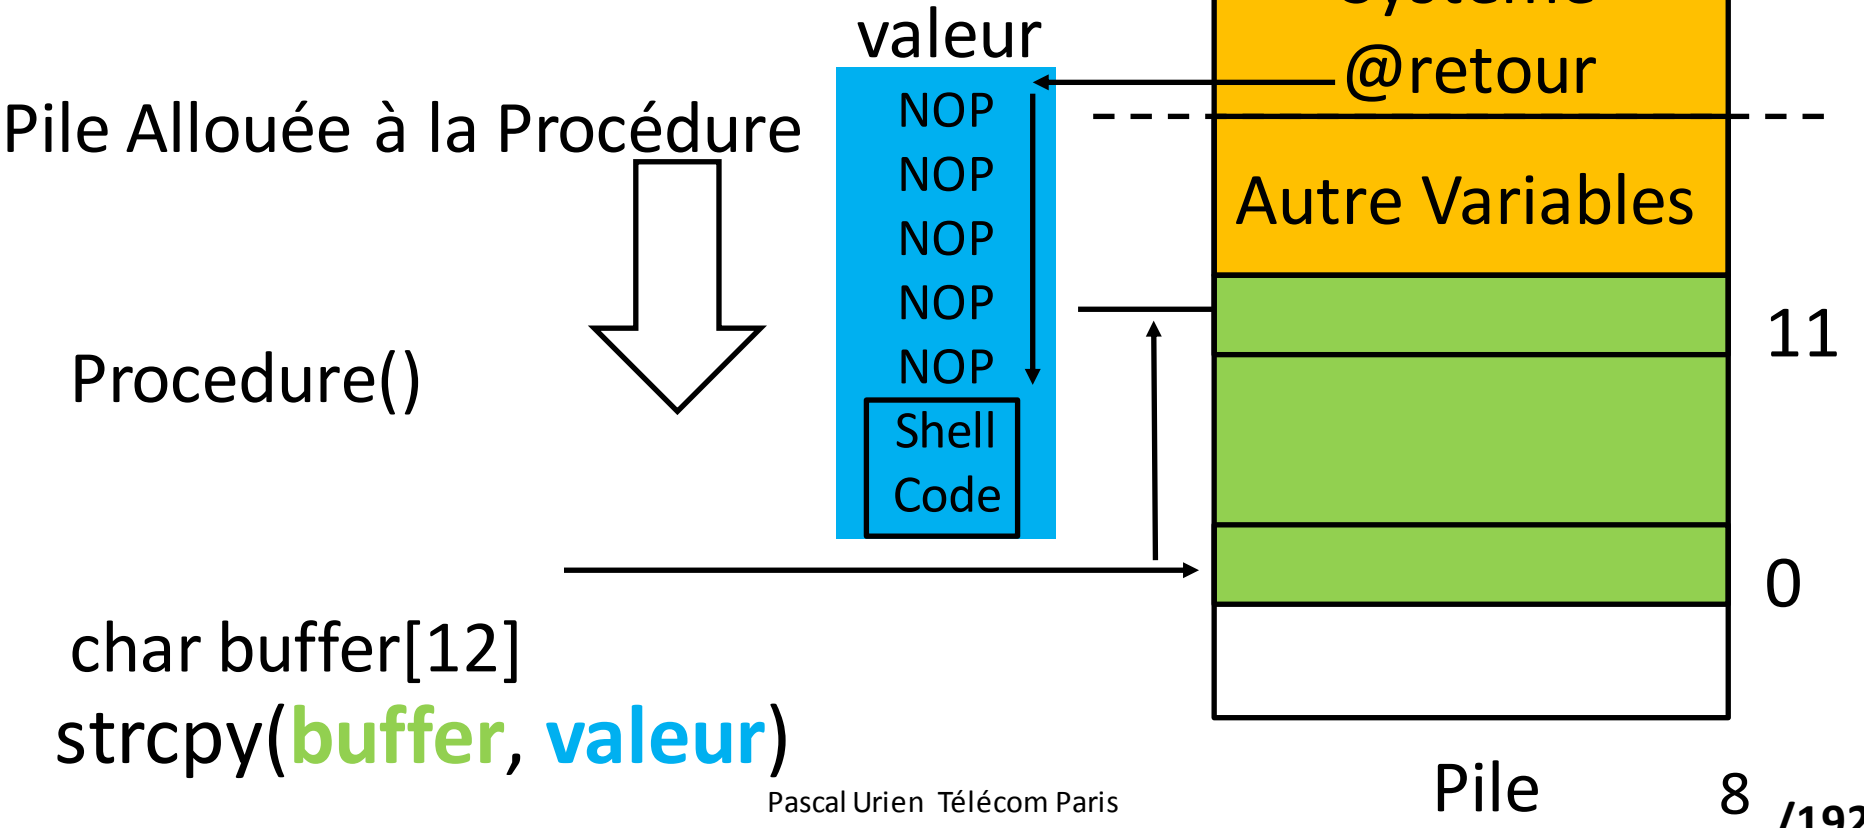 valeur
@retour
Pile Allouée à la Procédure
NOP
NOP
NOP
NOP
NOP
Shell
Code
Autre Variables
11
Procedure()
0
char buffer[12]
strcpy(buffer, valeur)
Pascal Urien Télécom Paris
Pile
8
/192